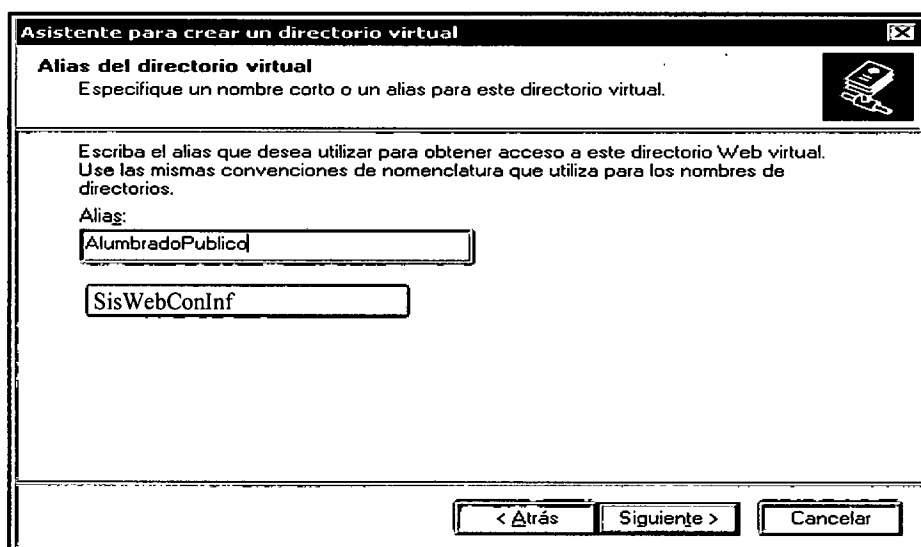 Asistente para crear un directorio virtual
Alias del directorio virtual
Especifique un nombre corto o un alias para este directorio virtual.
Escriba el alias que desea utilizar para obtener acceso a este directorio Web virtual.
Use las mismas convenciones de nomenclatura que utiliza para los nombres de
directorios.
Alias:
AlumbradoPublico
SisWebConInf
< Atrás
Siguiente >
Cancelar